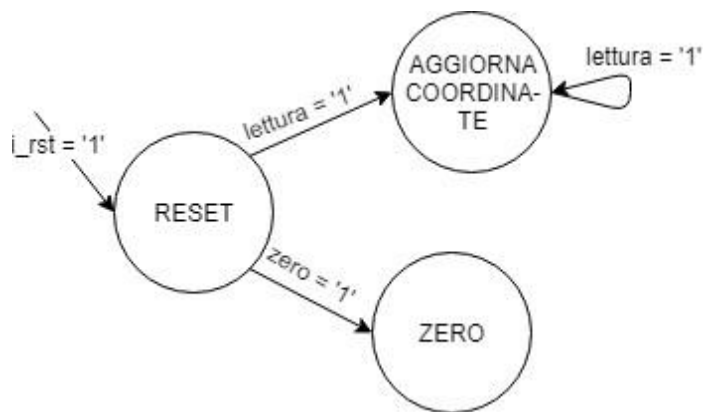 AGGIORNA
COORDINA-
TE
lettura = '1'
lettura = '1'
i_rst = '1'
RESET
zero = '1'
ZERO